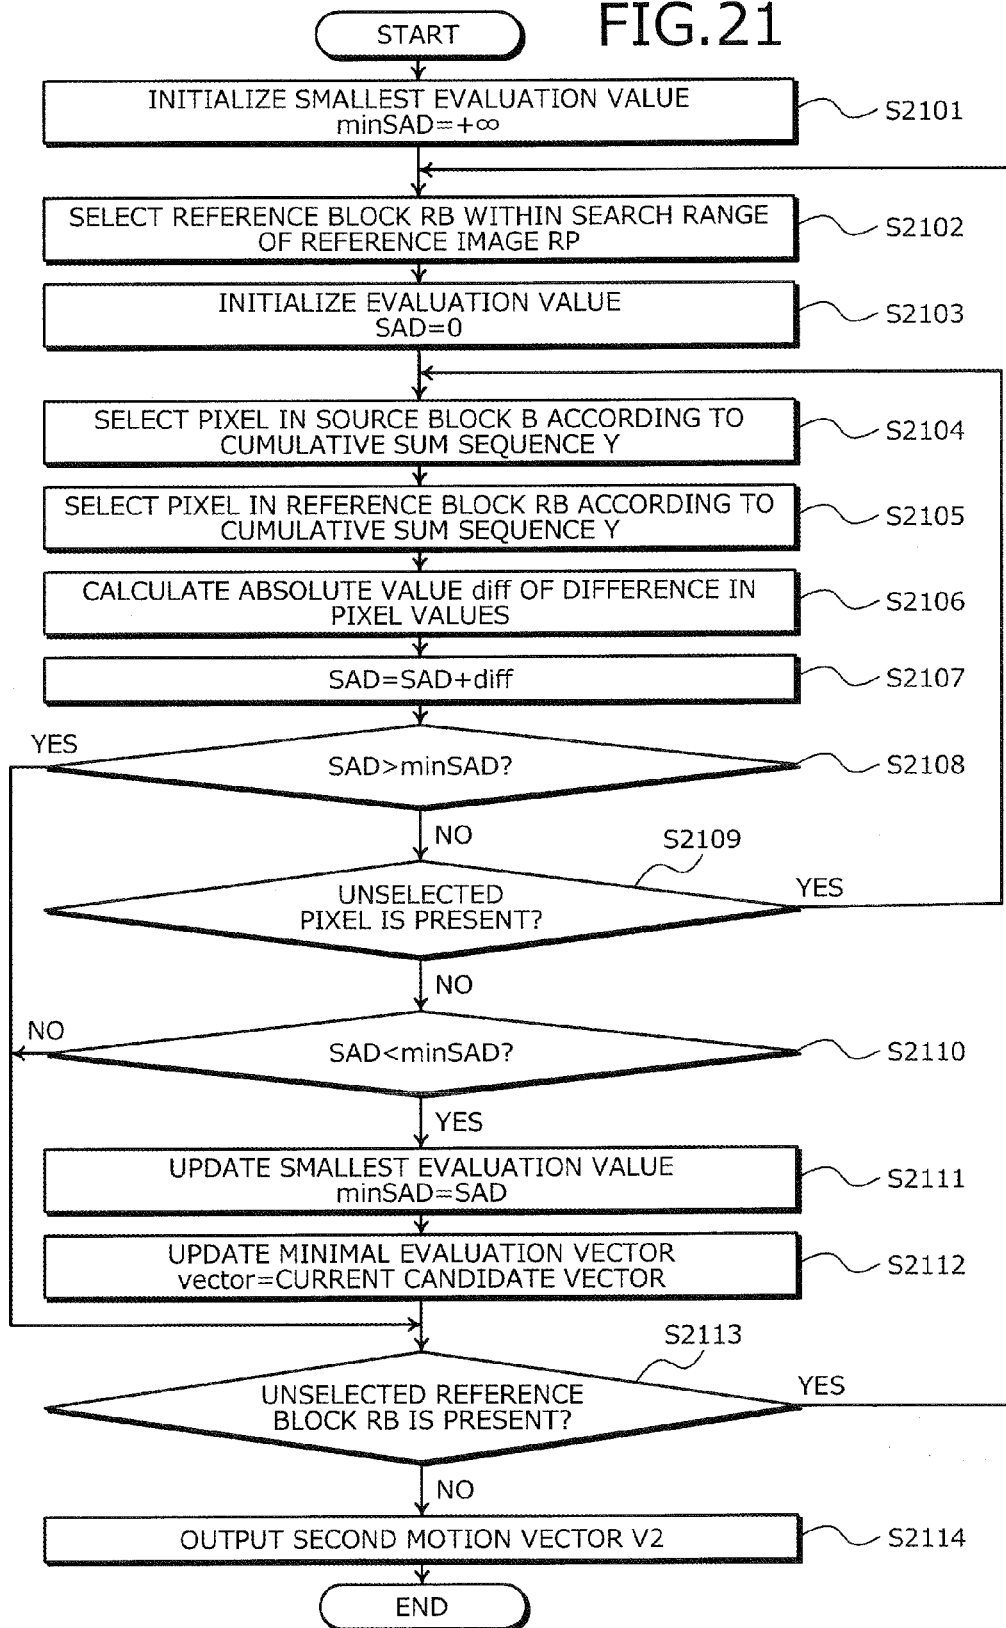 FIG.21
START
INITIALIZE SMALLEST EVALUATION VALUE
minSAD=+∞
S2101
SELECT REFERENCE BLOCK RB WITHIN SEARCH RANGE
OF REFERENCE IMAGE RP
S2102
INITIALIZE EVALUATION VALUE
SAD=0
S2103
SELECT PIXEL IN SOURCE BLOCK B ACCORDING TO
CUMULATIVE SUM SEQUENCE Y
S2104
SELECT PIXEL IN REFERENCE BLOCK RB ACCORDING TO
CUMULATIVE SUM SEQUENCE Y
S2105
CALCULATE ABSOLUTE VALUE diff OF DIFFERENCE IN
PIXEL VALUES
S2106
SAD=SAD+diff
S2107
YES
SAD>minSAD?
S2108
NO
S2109
UNSELECTED
PIXEL IS PRESENT?
YES
NO
NO
SAD<minSAD?
S2110
YES
UPDATE SMALLEST EVALUATION VALUE
minSAD=SAD
S2111
UPDATE MINIMAL EVALUATION VECTOR
vector=CURRENT CANDIDATE VECTOR
S2112
S2113
UNSELECTED REFERENCE
BLOCK RB IS PRESENT?
YES
NO
OUTPUT SECOND MOTION VECTOR V2
S2114
END